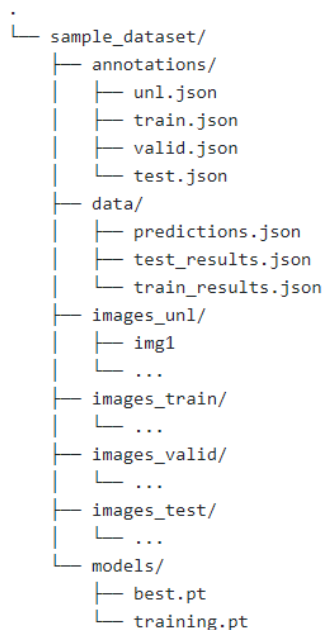 .
└── sample_dataset/
    ├── annotations/
    │   ├── unl.json
    │   ├── train.json
    │   ├── valid.json
    │   └── test.json
    ├── data/
    │   ├── predictions.json
    │   ├── test_results.json
    │   └── train_results.json
    ├── images_unl/
    │   ├── img1
    │   └── ...
    ├── images_train/
    │   └── ...
    ├── images_valid/
    │   └── ...
    ├── images_test/
    │   └── ...
    └── models/
        ├── best.pt
        └── training.pt